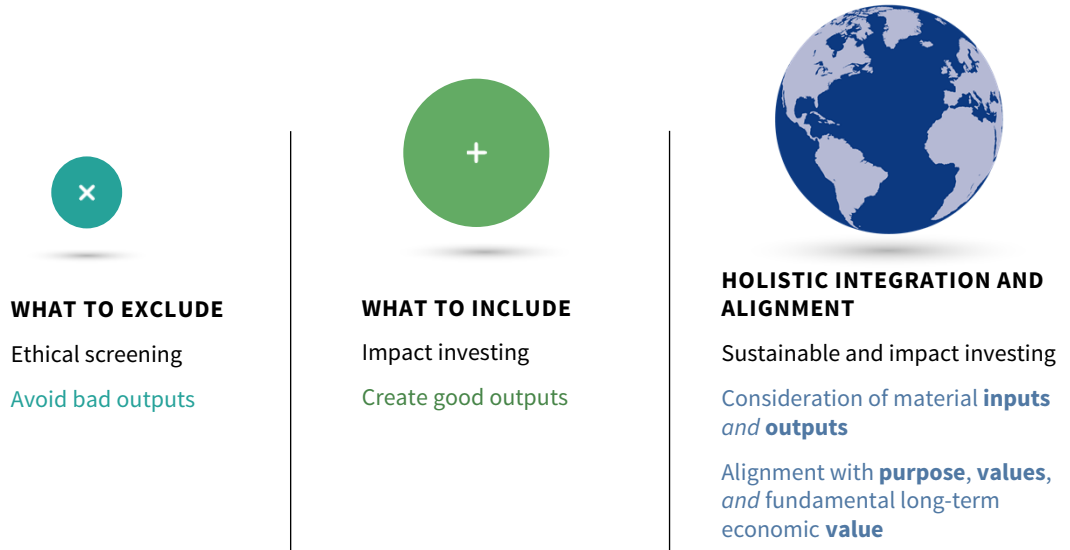 WHAT TO EXCLUDE
Ethical screening
Avoid bad outputs
WHAT TO INCLUDE
Impact investing
Create good outputs
HOLISTIC INTEGRATION AND
ALIGNMENT
Sustainable and impact investing
Consideration of material inputs
and outputs
Alignment with purpose, values,
and fundamental long-term
economic value